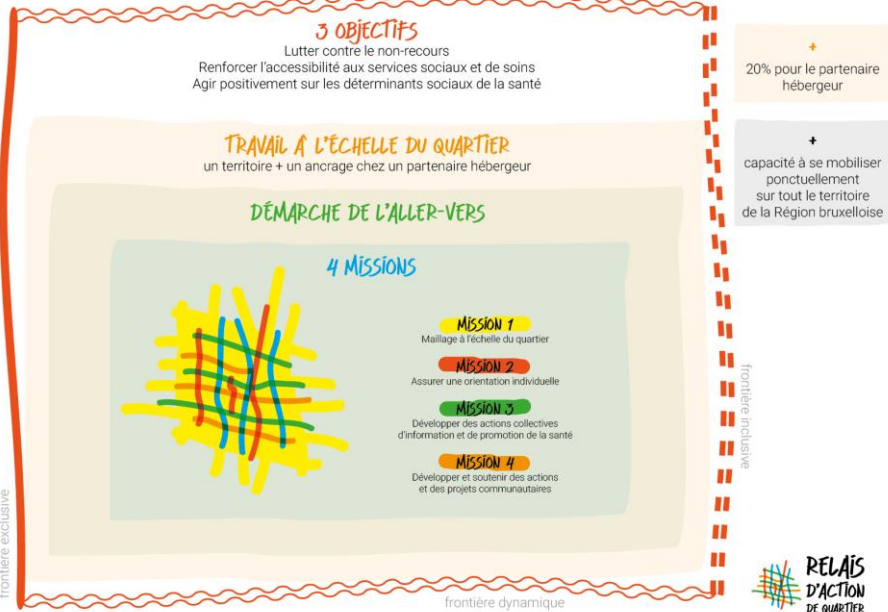 3 OBJECTIFS
Lutter contre le non-recours
Renforcer l'accessibilité aux services sociaux et de soins
Agir positivement sur les déterminants sociaux de la santé
+
20% pour le partenaire
hébergeur
TRAVAIL À L'ÉCHELLE DU QUARTIER
un territoire + un ancrage chez un partenaire hébergeur
+
capacité à se mobiliser
ponctuellement
sur tout le territoire
de la Région bruxelloise
DÉMARCHE DE L'ALLER-VERS
4 MISSIONS
MISSION 1
Maillage à l'échelle du quartier
MISSION 2
Assurer une orientation individuelle
MISSION 3
Développer des actions collectives
d'information et de promotion de la santé
MISSION 4
Développer et soutenir des actions
et des projets communautaires
frontière inclusive
frontière exclusive
frontière dynamique
RELAIS
D'ACTION
DE QUARTIER